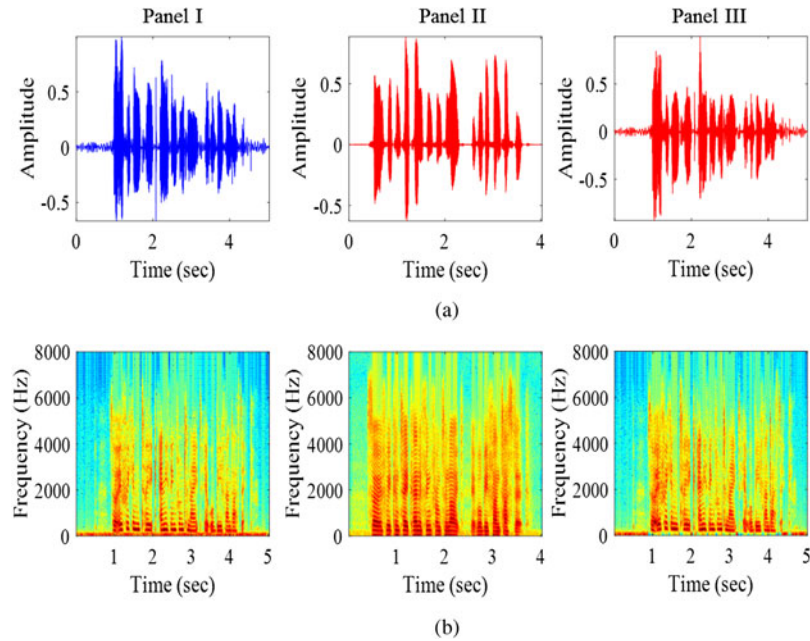 Panel I
Panel II
Panel III
Amplitude
0.5
0
-0.5
0
2
4
Time (sec)
Amplitude
0.5
0
-0.5
0
2
4
Time (sec)
Amplitude
0.5
0
-0.5
0
2
4
Time (sec)
(a)
Frequency (Hz)
8000
6000
4000
2000
0
1
2
3
4
5
Time (sec)
Frequency (Hz)
8000
6000
4000
2000
0
1
2
3
4
Time (sec)
Frequency (Hz)
8000
6000
4000
2000
0
1
2
3
4
5
Time (sec)
(b)